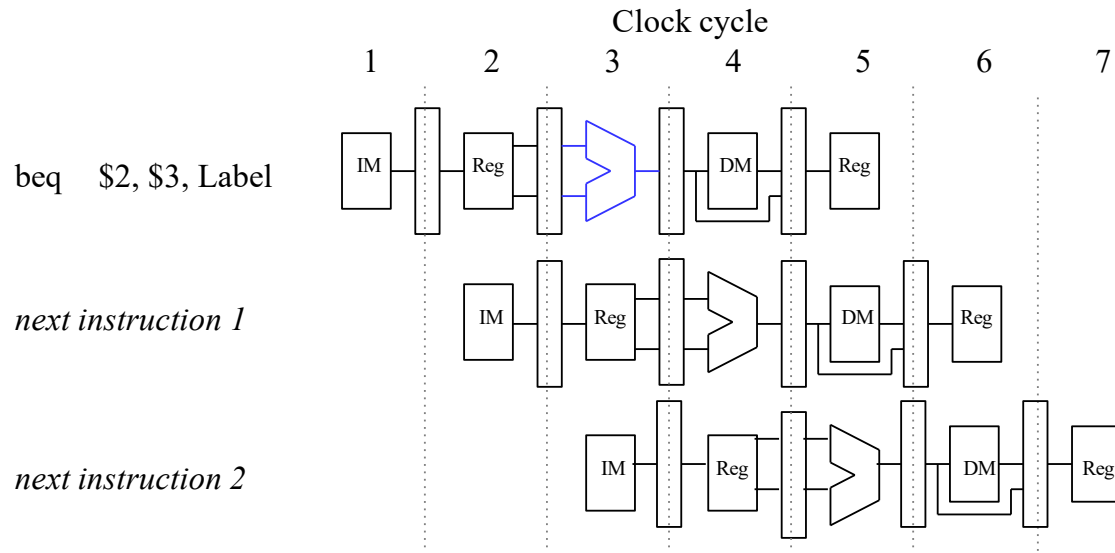 Clock cycle
1 2 3 4 5 6 7
beq $2, $3, Label IM Reg DM Reg
next instruction 1 IM Reg DM Reg
next instruction 2 IM Reg DM Reg